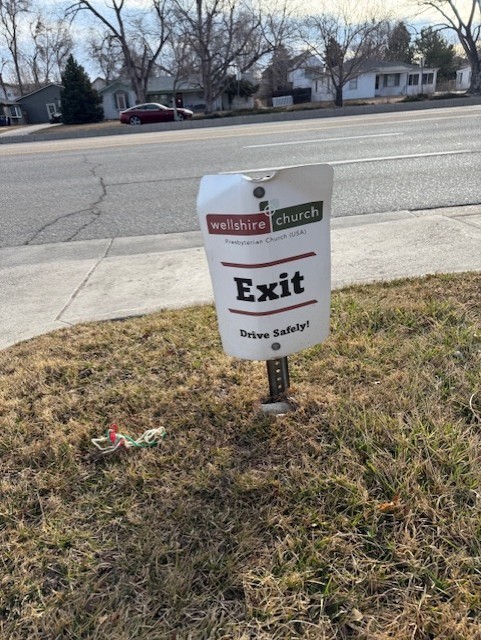 wellshire church
Presbyterian Church (USA)
Exit
Drive Safely!